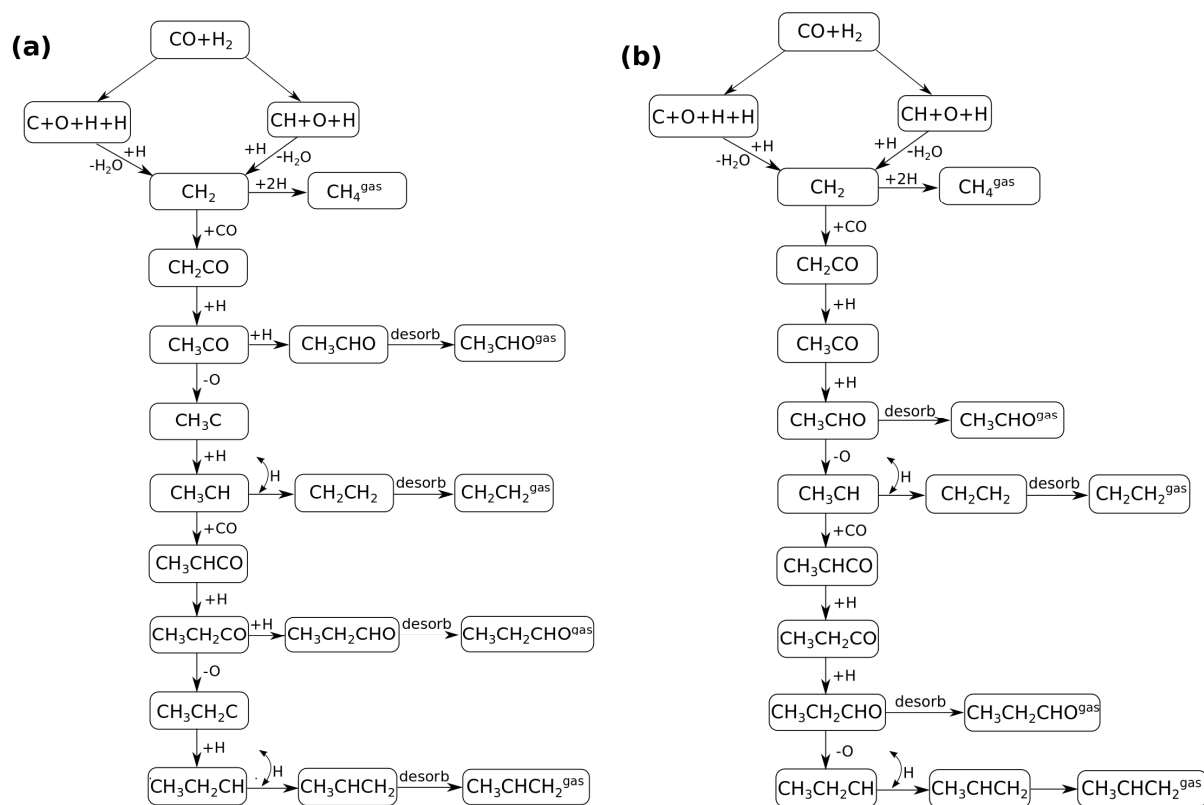 (a)
CO+H₂
C+O+H+H
CH+O+H
+H
-H₂O
+H
-H₂O
CH₂
+2H
CH₄gas
+CO
CH₂CO
+H
CH₃CO
+H
CH₃CHO
desorb
CH₃CHOgas
-O
CH₃C
+H
CH₃CH
H
CH₂CH₂
desorb
CH₂CH₂gas
+CO
CH₃CHCO
+H
CH₃CH₂CO
+H
CH₃CH₂CHO
desorb
CH₃CH₂CHOgas
-O
CH₃CH₂C
+H
CH₃CH₂CH
H
CH₃CHCH₂
desorb
CH₃CHCH₂gas
(b)
CO+H₂
C+O+H+H
CH+O+H
+H
-H₂O
+H
-H₂O
CH₂
+2H
CH₄gas
+CO
CH₂CO
+H
CH₃CO
+H
CH₃CHO
desorb
CH₃CHOgas
-O
CH₃CH
H
CH₂CH₂
desorb
CH₂CH₂gas
+CO
CH₃CHCO
+H
CH₃CH₂CO
+H
CH₃CH₂CHO
desorb
CH₃CH₂CHOgas
-O
CH₃CH₂CH
H
CH₃CHCH₂
CH₃CHCH₂gas